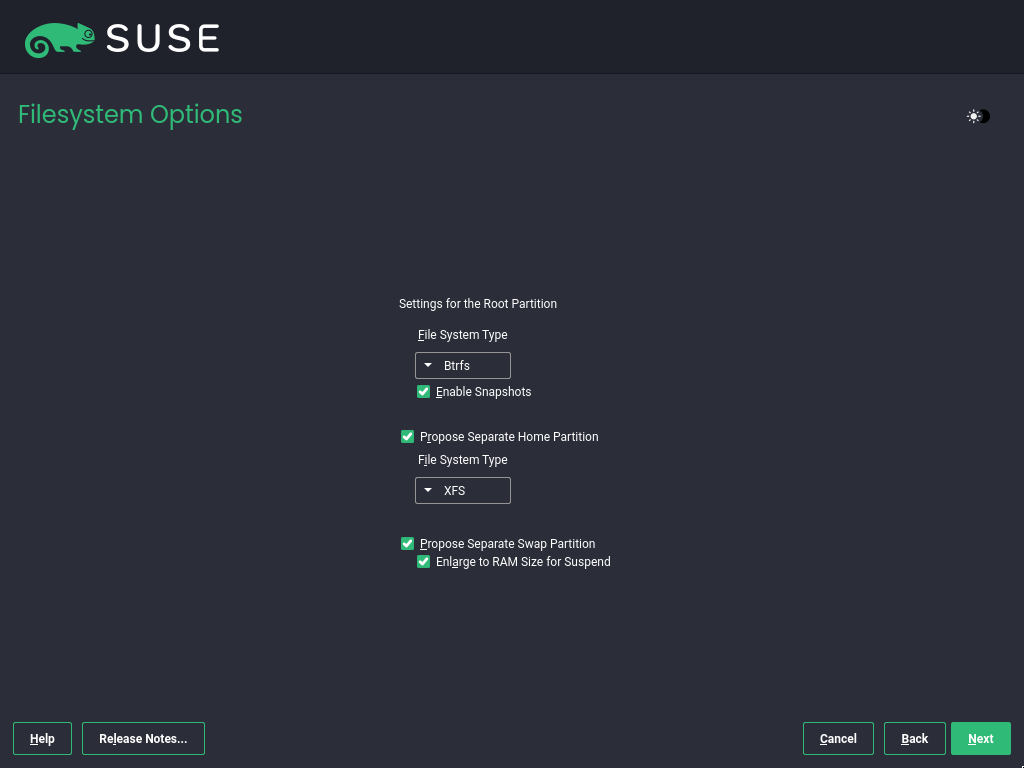 SUSE
Filesystem Options
Settings for the Root Partition
File System Type
Btrfs
Enable Snapshots
Propose Separate Home Partition
File System Type
XFS
Propose Separate Swap Partition
Enlarge to RAM Size for Suspend
Help Release Notes... Cancel Back Next